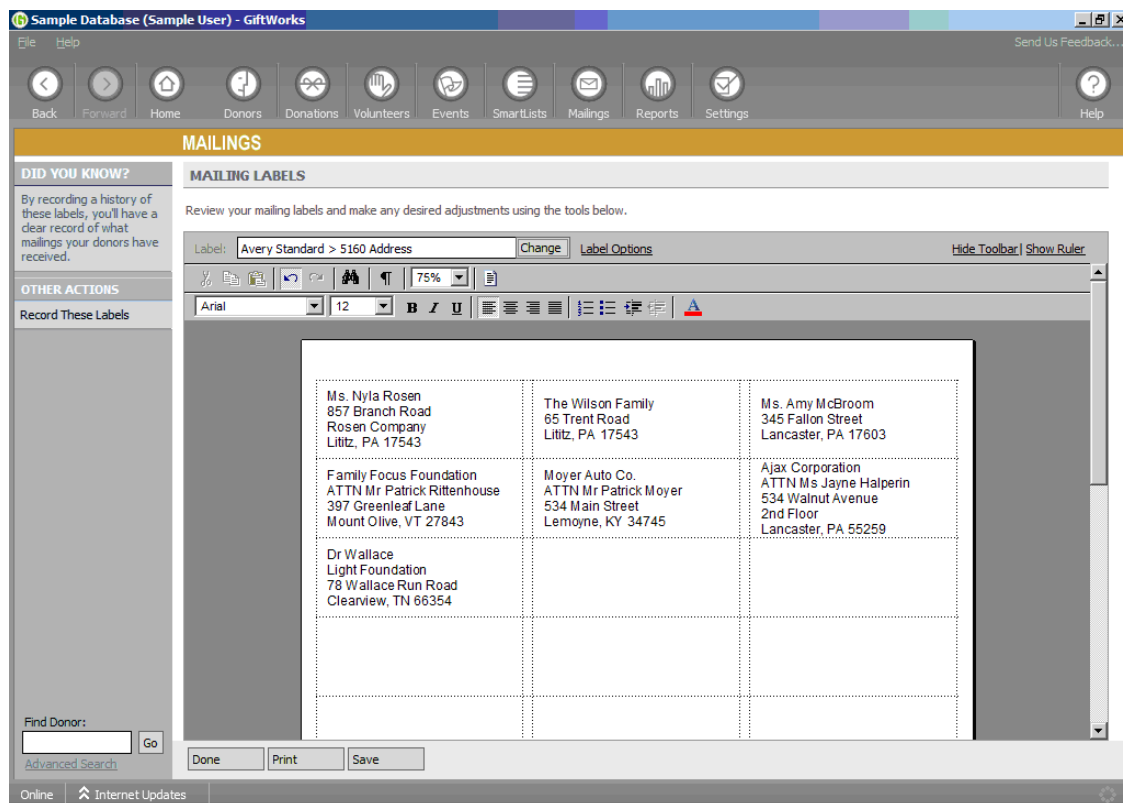 Sample Database (Sample User) - GiftWorks
File Help Send Us Feedback...
Back Forward Home Donors Donations Volunteers Events SmartLists Mailings Reports Settings Help
MAILINGS
DID YOU KNOW?
By recording a history of
these labels, you'll have a
clear record of what
mailings your donors have
received.
OTHER ACTIONS
Record These Labels
MAILING LABELS
Review your mailing labels and make any desired adjustments using the tools below.
Label: Avery Standard > 5160 Address Change Label Options Hide Toolbar | Show Ruler
75%
Arial 12 B I U A
Ms. Nyla Rosen
857 Branch Road
Rosen Company
Lititz, PA 17543
The Wilson Family
65 Trent Road
Lititz, PA 17543
Ms. Amy McBroom
345 Fallon Street
Lancaster, PA 17603
Family Focus Foundation
ATTN Mr Patrick Rittenhouse
397 Greenleaf Lane
Mount Olive, VT 27843
Moyer Auto Co.
ATTN Mr Patrick Moyer
534 Main Street
Lemoyne, KY 34745
Ajax Corporation
ATTN Ms Jayne Halperin
534 Walnut Avenue
2nd Floor
Lancaster, PA 55259
Dr Wallace
Light Foundation
78 Wallace Run Road
Clearview, TN 66354
Find Donor:
Go
Advanced Search
Done Print Save
Online Internet Updates